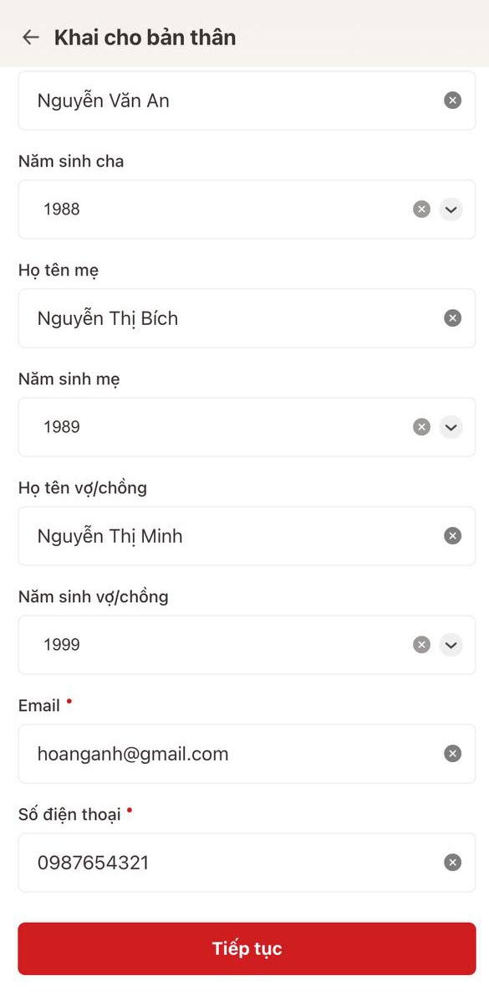 Khai cho bản thân
Nguyễn Văn An
Năm sinh cha
1988
Họ tên mẹ
Nguyễn Thị Bích
Năm sinh mẹ
1989
Họ tên vợ/chồng
Nguyễn Thị Minh
Năm sinh vợ/chồng
1999
Email •
hoanganh@gmail.com
Số điện thoại •
0987654321
Tiếp tục